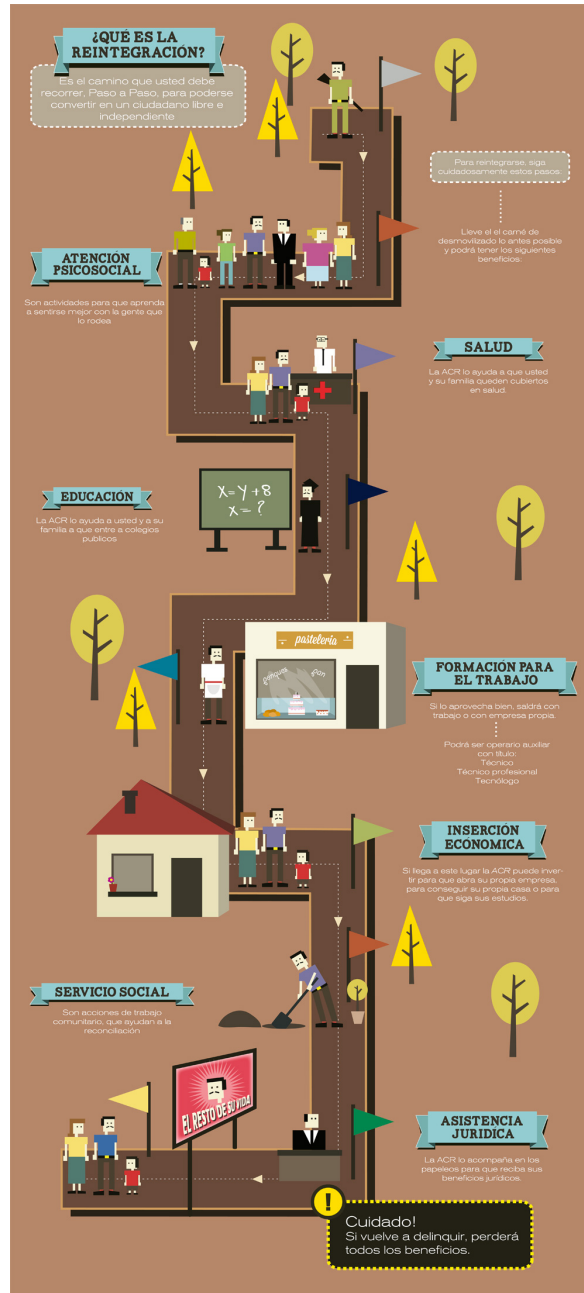 ¿QUÉ ES LA
REINTEGRACIÓN?
Es el camino que usted debe
recorrer, Paso a Paso, para poderse
convertir en un ciudadano libre e
independiente
Para reintegrarse, siga
cuidosamente estos pasos:
Lleve el el carné de
desmovilizado lo antes posible
y podrá tener los siguientes
beneficios:
ATENCIÓN
PSICOSOCIAL
Son actividades para que aprenda
a sentirse mejor con la gente que
lo rodea
SALUD
La ACR lo ayuda a que usted
y su familia queden cubiertos
en salud.
EDUCACIÓN
La ACR lo ayuda a usted y a su
familia a que entre a colegios
publicos
X=Y+8
X=?
pastelería
ponqués
pan
FORMACIÓN PARA
EL TRABAJO
Si lo aprovecha bien, saldrá con
trabajo o con empresa propia.
Podrá ser operario auxiliar
con título:
Técnico
Técnico profesional
Tecnólogo
INSERCIÓN
ECONOMICA
Si llega a este lugar la ACR puede inver-
tir para que abra su propia empresa,
para conseguir su propia casa o para
que siga sus estudios.
SERVICIO SOCIAL
Son acciones de trabajo
comunitario, que ayudan a la
reconciliación
EL RESTO DE SU VIDA
ASISTENCIA
JURIDÍCA
La ACR lo acompaña en los
papeleos para que reciba sus
beneficios jurídicos.
!
Cuidado!
Si vuelve a delinquir, perderá
todos los beneficios.